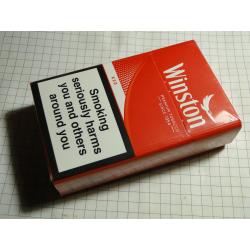 Winston
Smoking
seriously harms
you and others
around you